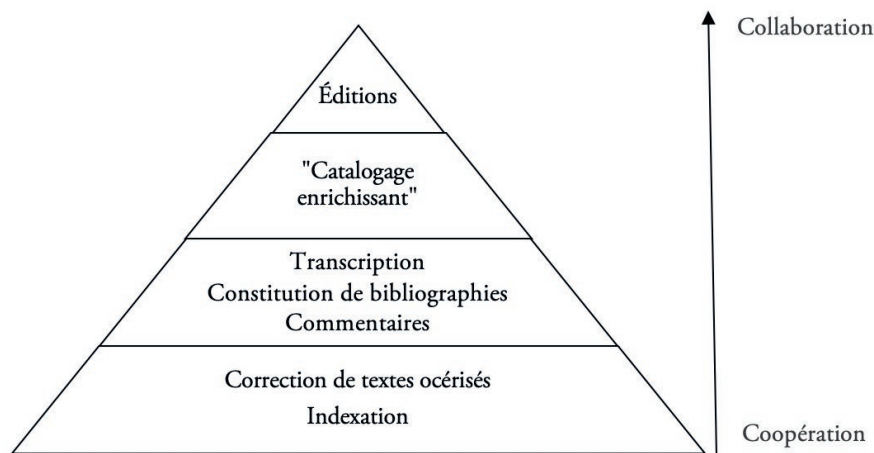 Collaboration
Éditions
"Catalogage
enrichissant"
Transcription
Constitution de bibliographies
Commentaires
Correction de textes océrisés
Indexation
Coopération